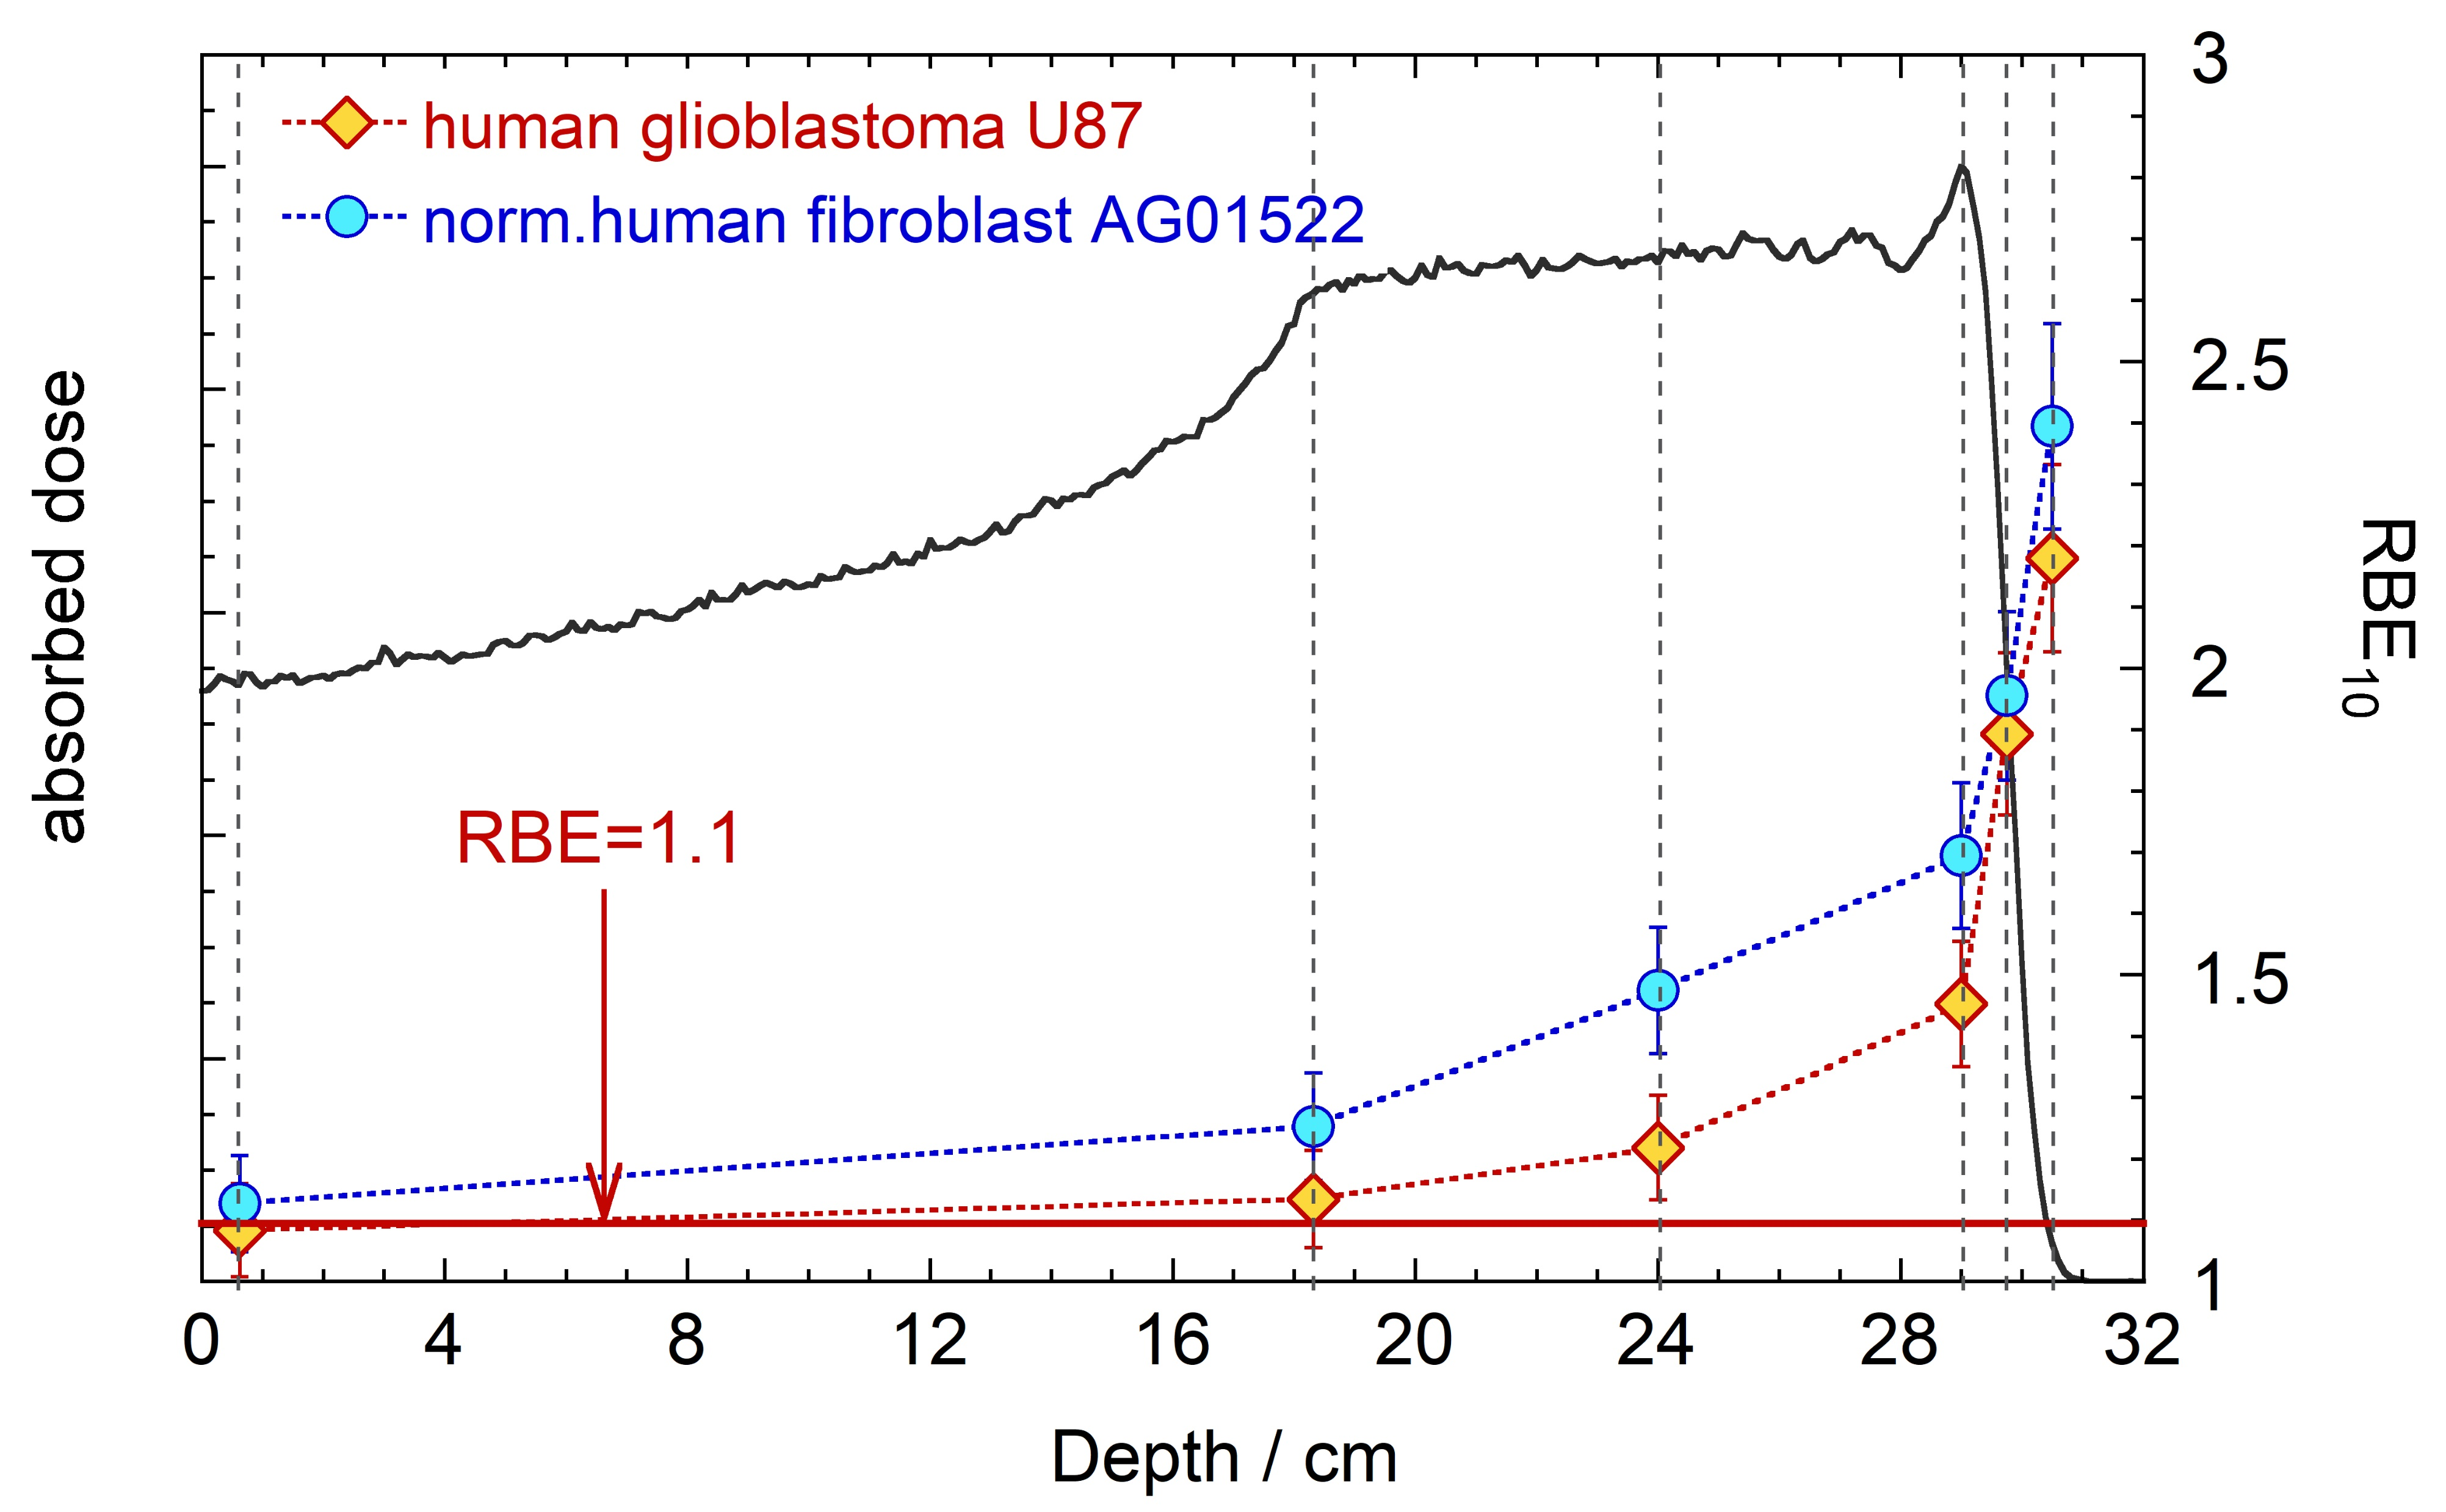 human glioblastoma U87
norm.human fibroblast AG01522
RBE=1.1
absorbed dose
3
2.5
2
1.5
1
RBE10
0 4 8 12 16 20 24 28 32
Depth / cm